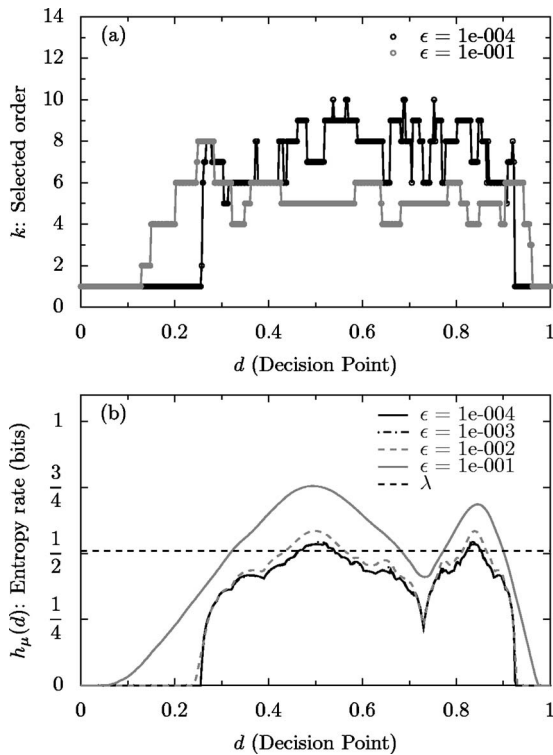 14
12
10
8
6
4
2
0
(a)
ϵ = 1e-004
ϵ = 1e-001
k: Selected order
0 0.2 0.4 0.6 0.8 1
d (Decision Point)
(b)
ϵ = 1e-004
ϵ = 1e-003
ϵ = 1e-002
ϵ = 1e-001
λ
1
3/4
1/2
1/4
0
hμ(d): Entropy rate (bits)
0 0.2 0.4 0.6 0.8 1
d (Decision Point)